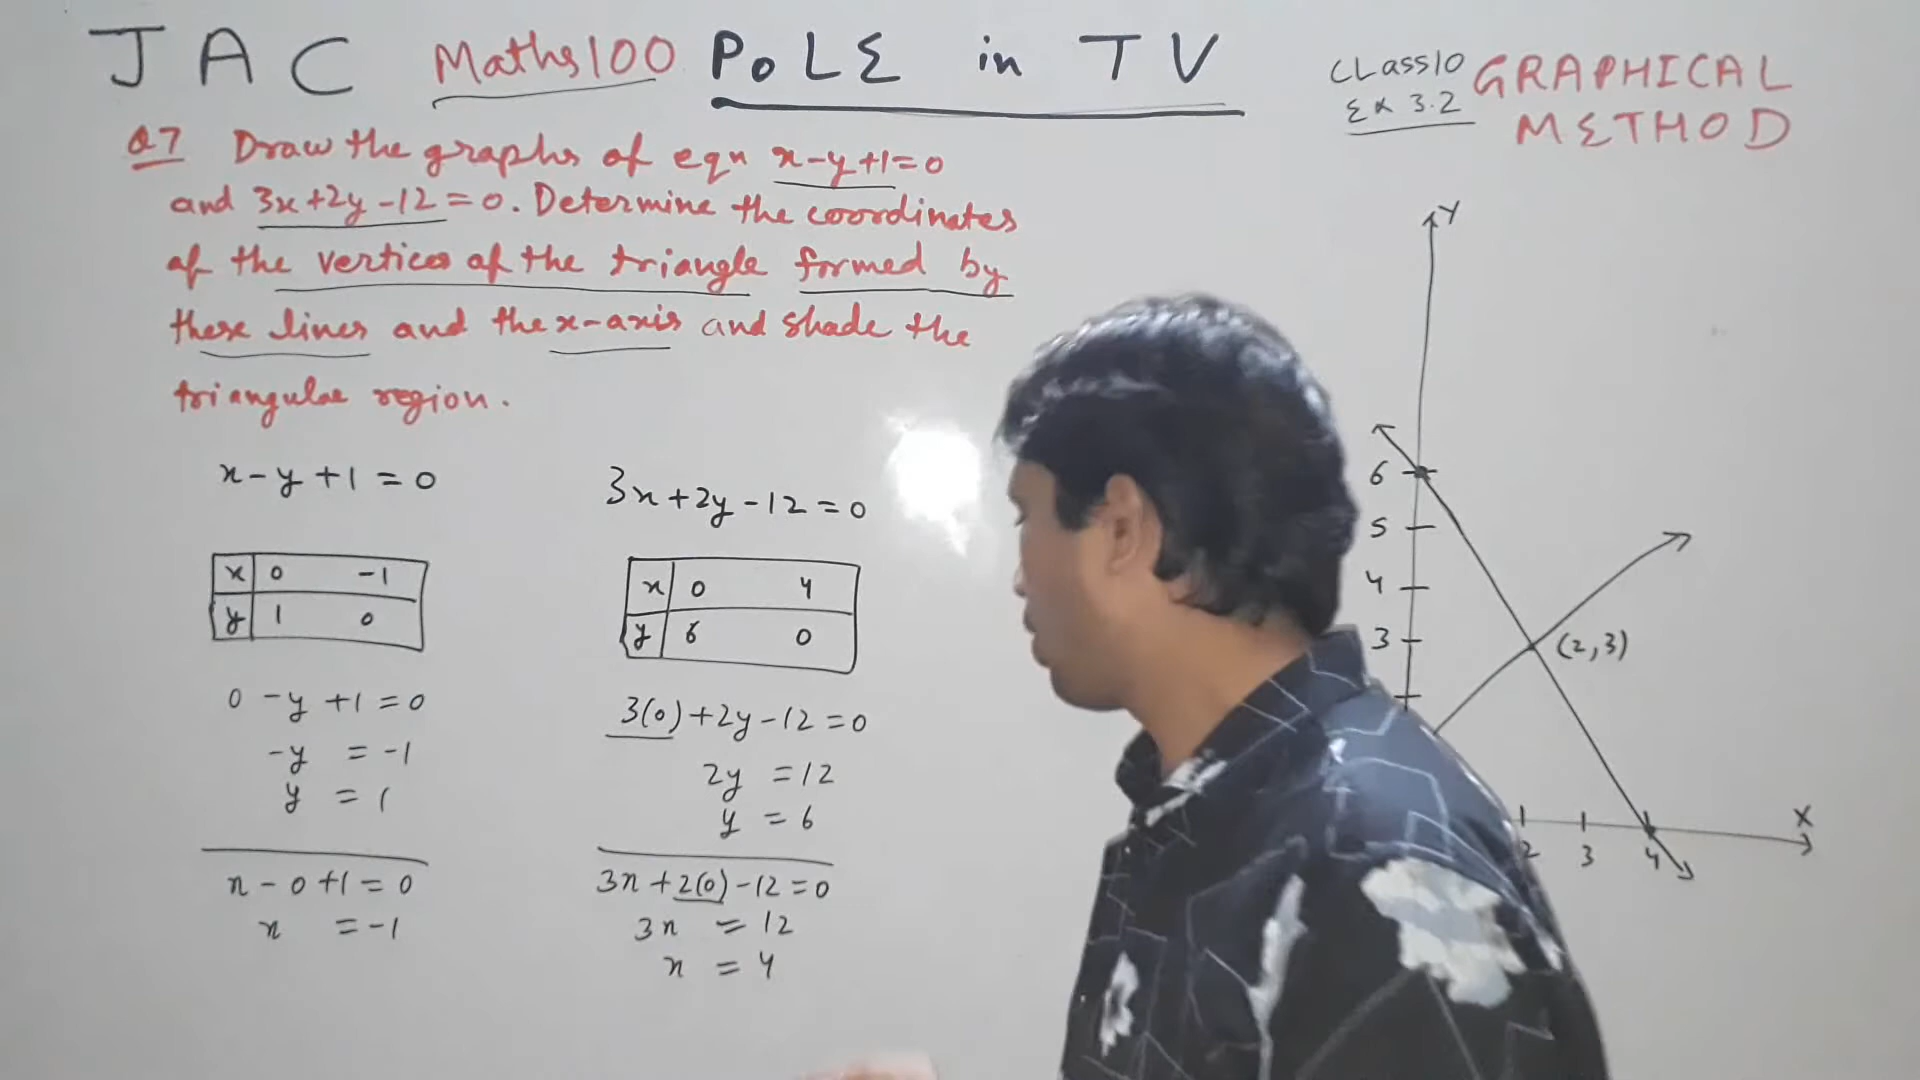 JAC Maths100 PoLE in TV
CLass10 GRAPHICAL
Ex 3.2 METHOD
Q7 Draw the graphs of eqn x-y+1=0
and 3x+2y-12=0. Determine the coordinates
of the vertices of the triangle formed by
these lines and the x-axis and shade the
triangular region.
x-y+1=0
x 0 -1
y 1 0
0-y+1=0
-y = -1
y = 1
x-0+1=0
x = -1
3x+2y-12=0
x 0 4
y 6 0
3(0)+2y-12=0
2y = 12
y = 6
3x+2(0)-12=0
3x = 12
x = 4
Y
6
5
4
3 (2,3)
X
2 3 4